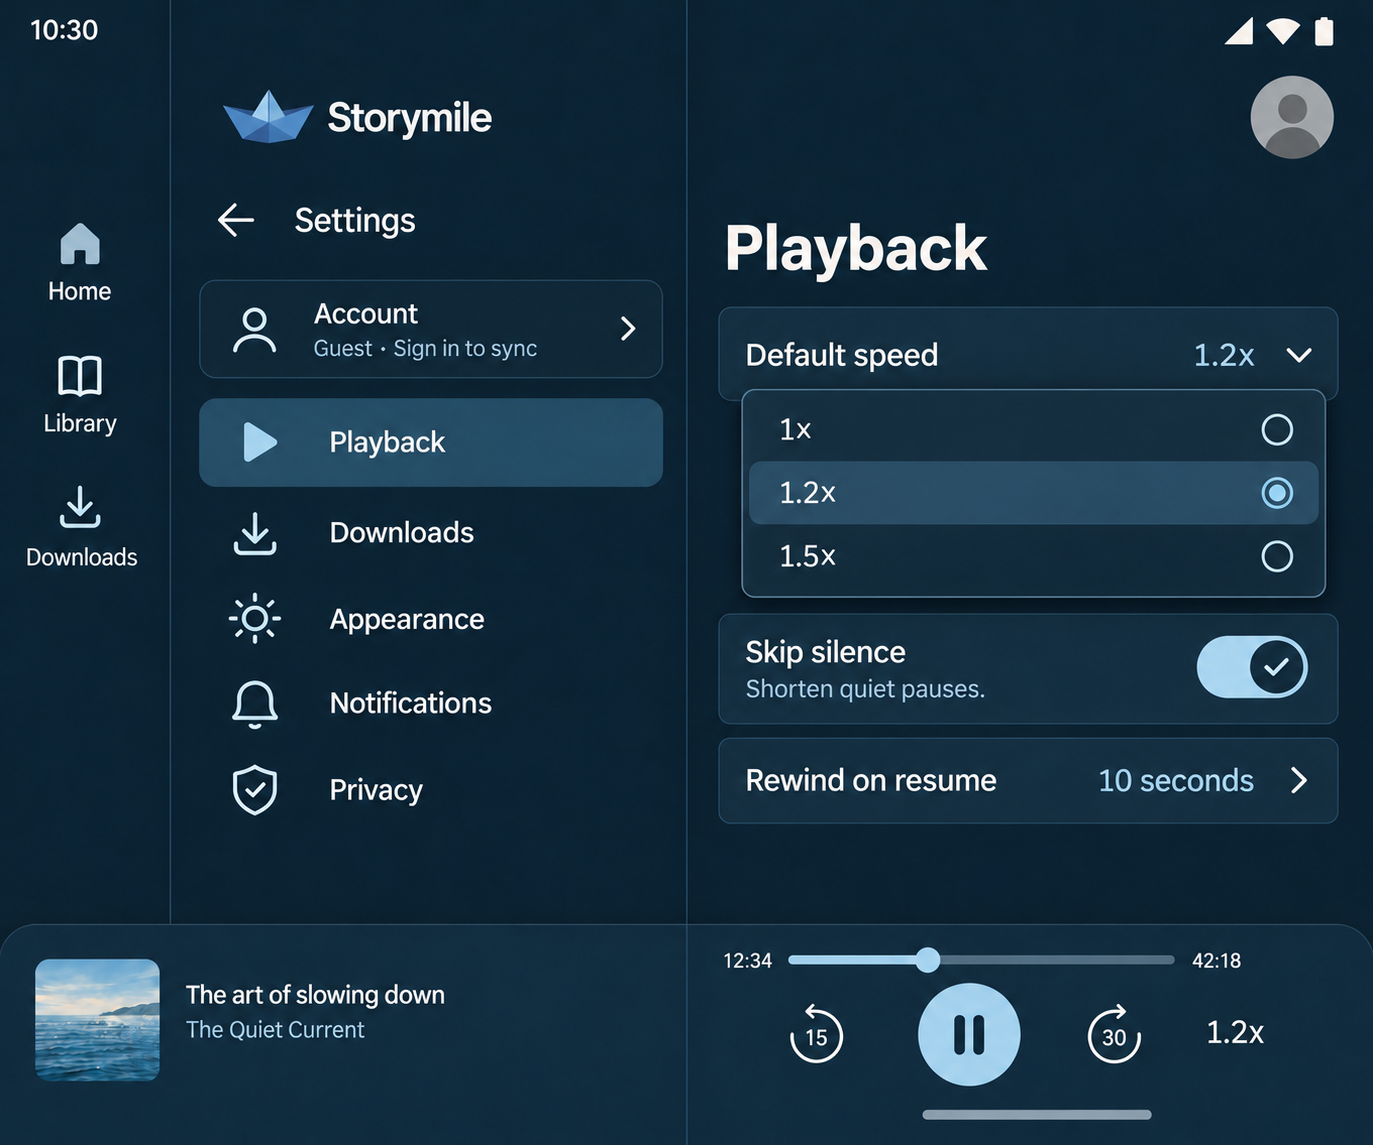 10:30
Storymile
Settings
Home
Library
Downloads
Account
Guest • Sign in to sync
Playback
Downloads
Appearance
Notifications
Privacy
Playback
Default speed 1.2x
1x
1.2x
1.5x
Skip silence
Shorten quiet pauses.
Rewind on resume 10 seconds
The art of slowing down
The Quiet Current
12:34 42:18
15 30 1.2x